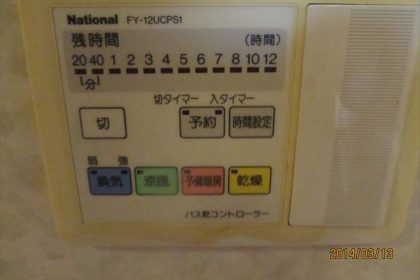 National FY-12UCPS1
残時間 (時間)
20 40 1 2 3 4 5 6 7 8 10 12
分
切タイマー 入タイマー
切 予約 時間設定
弱 強
換気 涼風 予備暖房 乾燥
バス乾コントローラー
2014/03/13